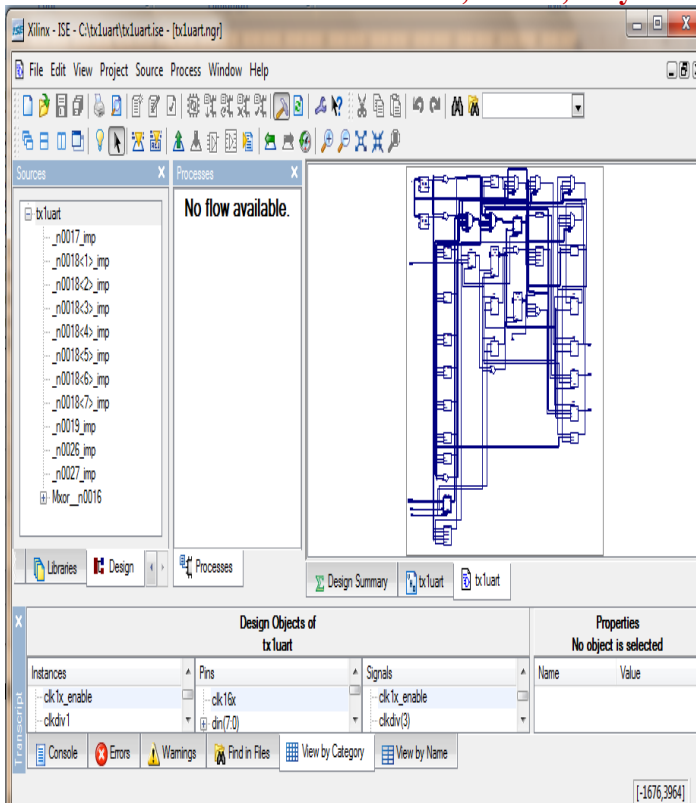 Xilinx - ISE - C:\tx1uart\tx1uart.ise - [tx1uart.ngr]
File Edit View Project Source Process Window Help
Sources
Processes
tx1uart
_n0017_imp
_n0018<1>_imp
_n0018<2>_imp
_n0018<3>_imp
_n0018<4>_imp
_n0018<5>_imp
_n0018<6>_imp
_n0018<7>_imp
_n0019_imp
_n0026_imp
_n0027_imp
Mxor__n0016
No flow available.
Libraries Design
Processes
Design Summary tx1uart tx1uart
Design Objects of
tx1uart
Properties
No object is selected
Instances Pins Signals Name Value
clk1x_enable clk16x clk1x_enable
clkdiv1 din(7:0) clkdiv(3)
Transcript
Console Errors Warnings Find in Files View by Category View by Name
[-1676,3964]